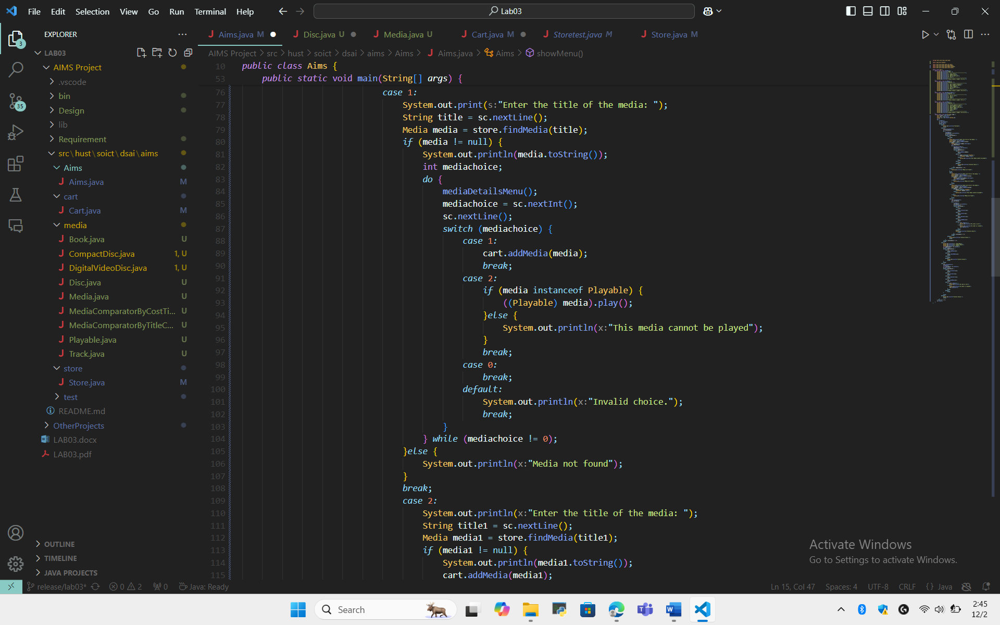 File Edit Selection View Go Run Terminal Help
Lab03
EXPLORER
LAB03
AIMS Project
.vscode
bin
Design
lib
Requirement
src\hust\soict\dsai\aims
Aims
Aims.java M
cart
Cart.java M
media
Book.java U
CompactDisc.java 1, U
DigitalVideoDisc.java 1, U
Disc.java U
Media.java U
MediaComparatorByCostTi... U
MediaComparatorByTitleC... U
Playable.java U
Track.java U
store
Store.java M
test
README.md
OtherProjects
LAB03.docx
LAB03.pdf
OUTLINE
TIMELINE
JAVA PROJECTS
3
35
Aims.java M Disc.java U Media.java U Cart.java M Storetest.java M Store.java M
AIMS Project > src > hust > soict > dsai > aims > Aims > Aims.java > Aims > showMenu()
10 public class Aims {
53 public static void main(String[] args) {
76 case 1:
77 System.out.print(s:"Enter the title of the media: ");
78 String title = sc.nextLine();
79 Media media = store.findMedia(title);
80 if (media != null) {
81 System.out.println(media.toString());
82 int mediachoice;
83 do {
84 mediaDetailsMenu();
85 mediachoice = sc.nextInt();
86 sc.nextLine();
87 switch (mediachoice) {
88 case 1:
89 cart.addMedia(media);
90 break;
91 case 2:
92 if (media instanceof Playable) {
93 ((Playable) media).play();
94 }else {
95 System.out.println(x:"This media cannot be played");
96 }
97 break;
98 case 0:
99 break;
100 default:
101 System.out.println(x:"Invalid choice.");
102 break;
103 }
104 } while (mediachoice != 0);
105 }else {
106 System.out.println(x:"Media not found");
107 }
108 break;
109 case 2:
110 System.out.println(x:"Enter the title of the media: ");
111 String title1 = sc.nextLine();
112 Media media1 = store.findMedia(title1);
113 if (media1 != null) {
114 System.out.println(media1.toString());
115 cart.addMedia(media1);
Activate Windows
Go to Settings to activate Windows.
release/lab03* 0 2 0 Java: Ready
Ln 15, Col 47 Spaces: 4 UTF-8 CRLF {} Java
Search
2:45
12/2